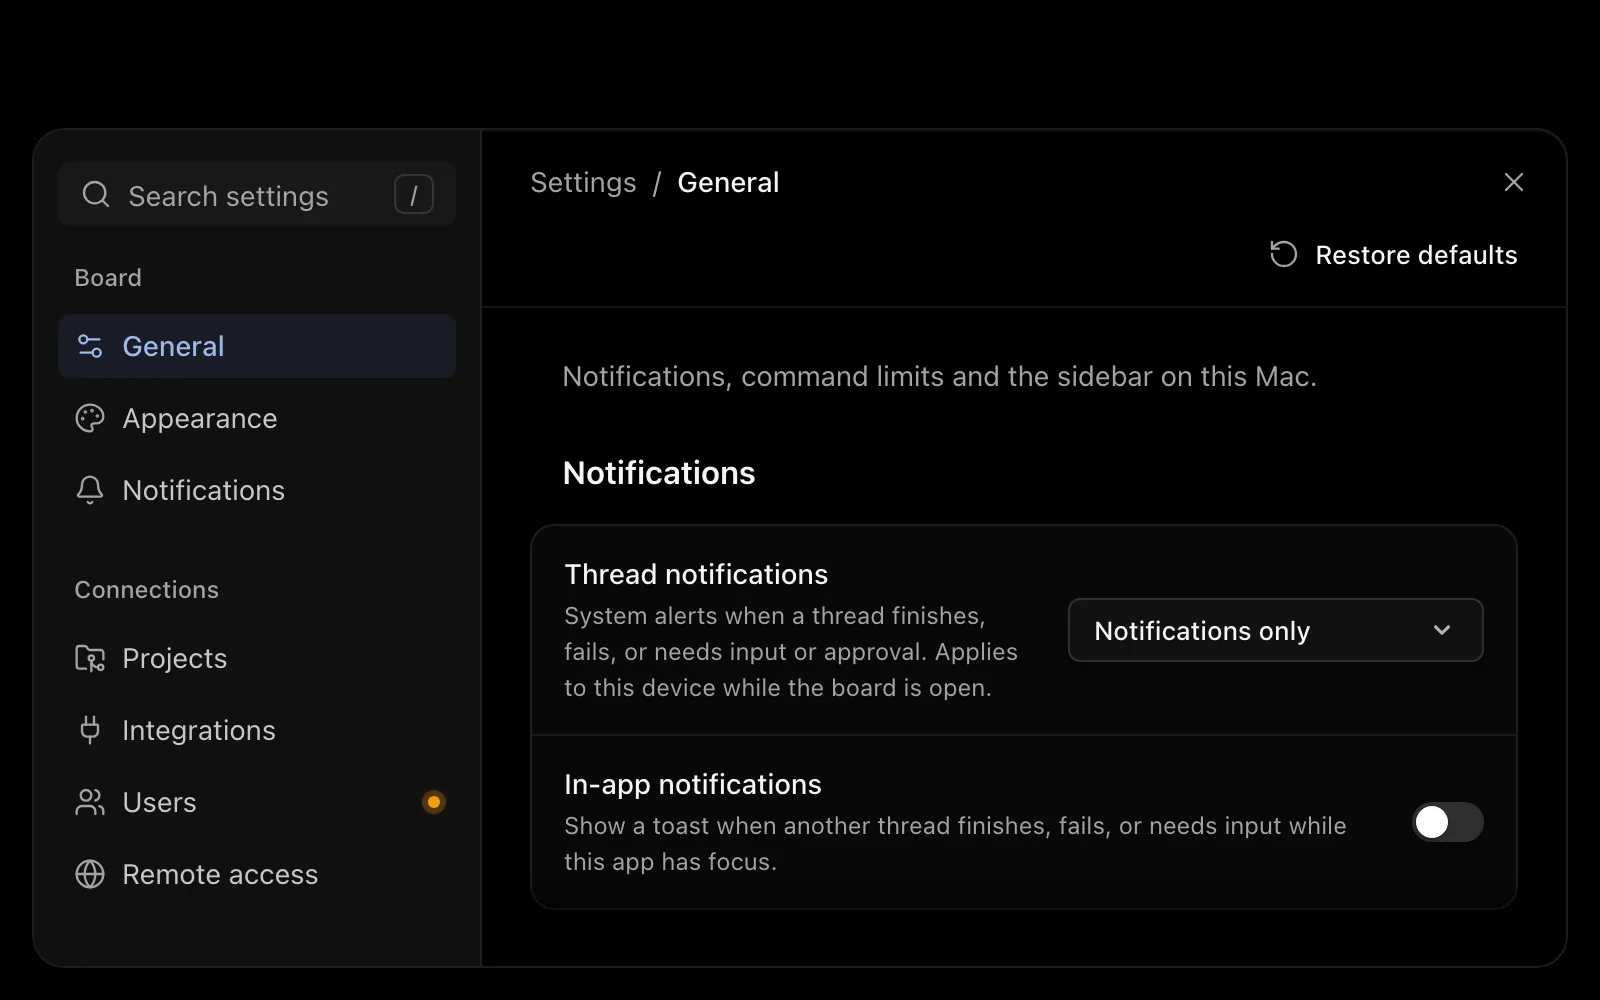 Search settings /
Board
General
Appearance
Notifications
Connections
Projects
Integrations
Users
Remote access
Settings / General
Restore defaults
Notifications, command limits and the sidebar on this Mac.
Notifications
Thread notifications
System alerts when a thread finishes,
fails, or needs input or approval. Applies
to this device while the board is open.
Notifications only
In-app notifications
Show a toast when another thread finishes, fails, or needs input while
this app has focus.